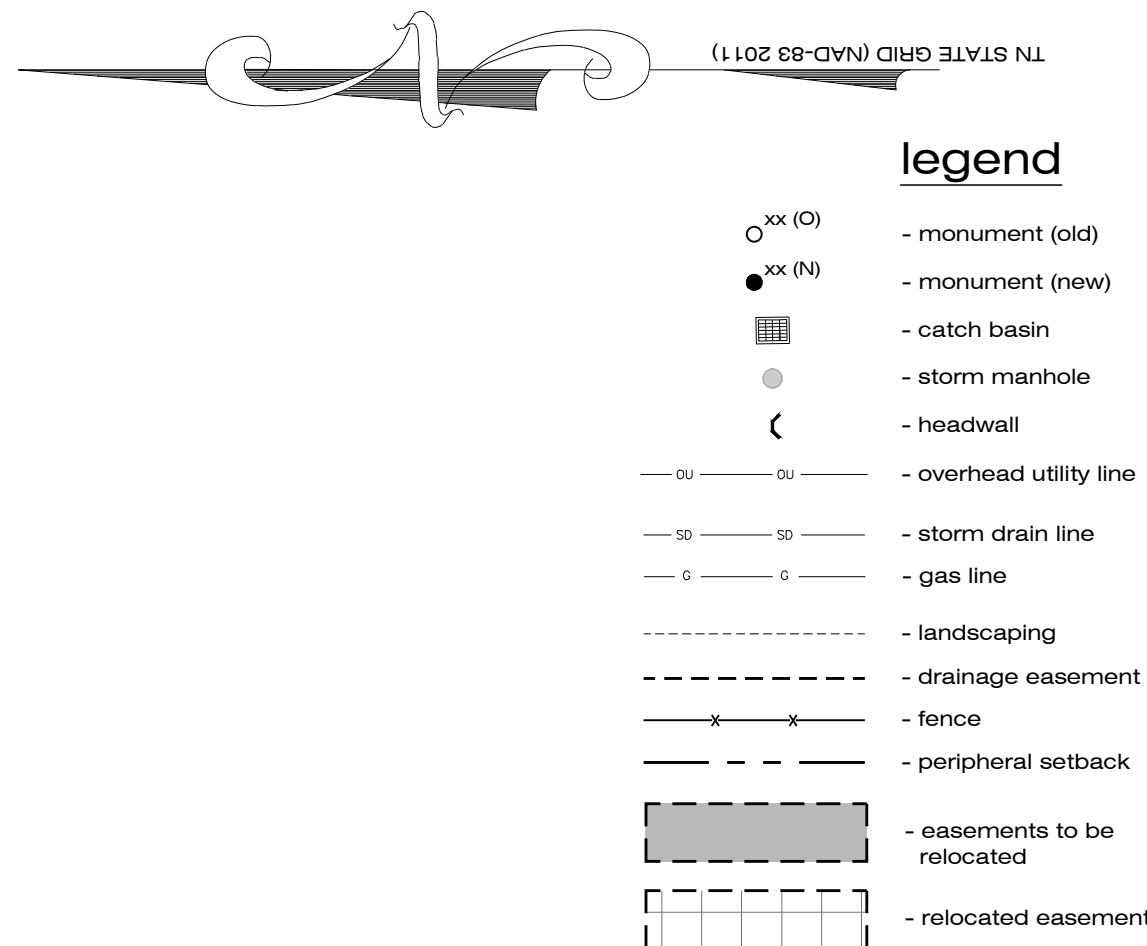 TN STATE GRID (NAD-83 2011)
legend
xx (O)
- monument (old)
xx (N)
- monument (new)
- catch basin
- storm manhole
- headwall
OU OU - overhead utility line
SD SD - storm drain line
G G - gas line
- landscaping
- drainage easement
x x - fence
- peripheral setback
- easements to be
relocated
- relocated easement